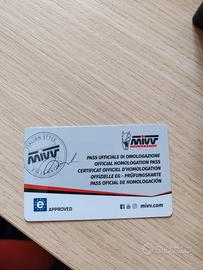 ITALIAN STYLE
mivv
mivv
PASS UFFICIALE DI OMOLOGAZIONE
OFFICIAL HOMOLOGATION PASS
CERTIFICAT OFFICIEL D'HOMOLOGATION
OFFIZIELLE EG - PRÜFUNGSKARTE
PASS OFICIAL DE HOMOLOGACIÓN
e APPROVED
mivv.com